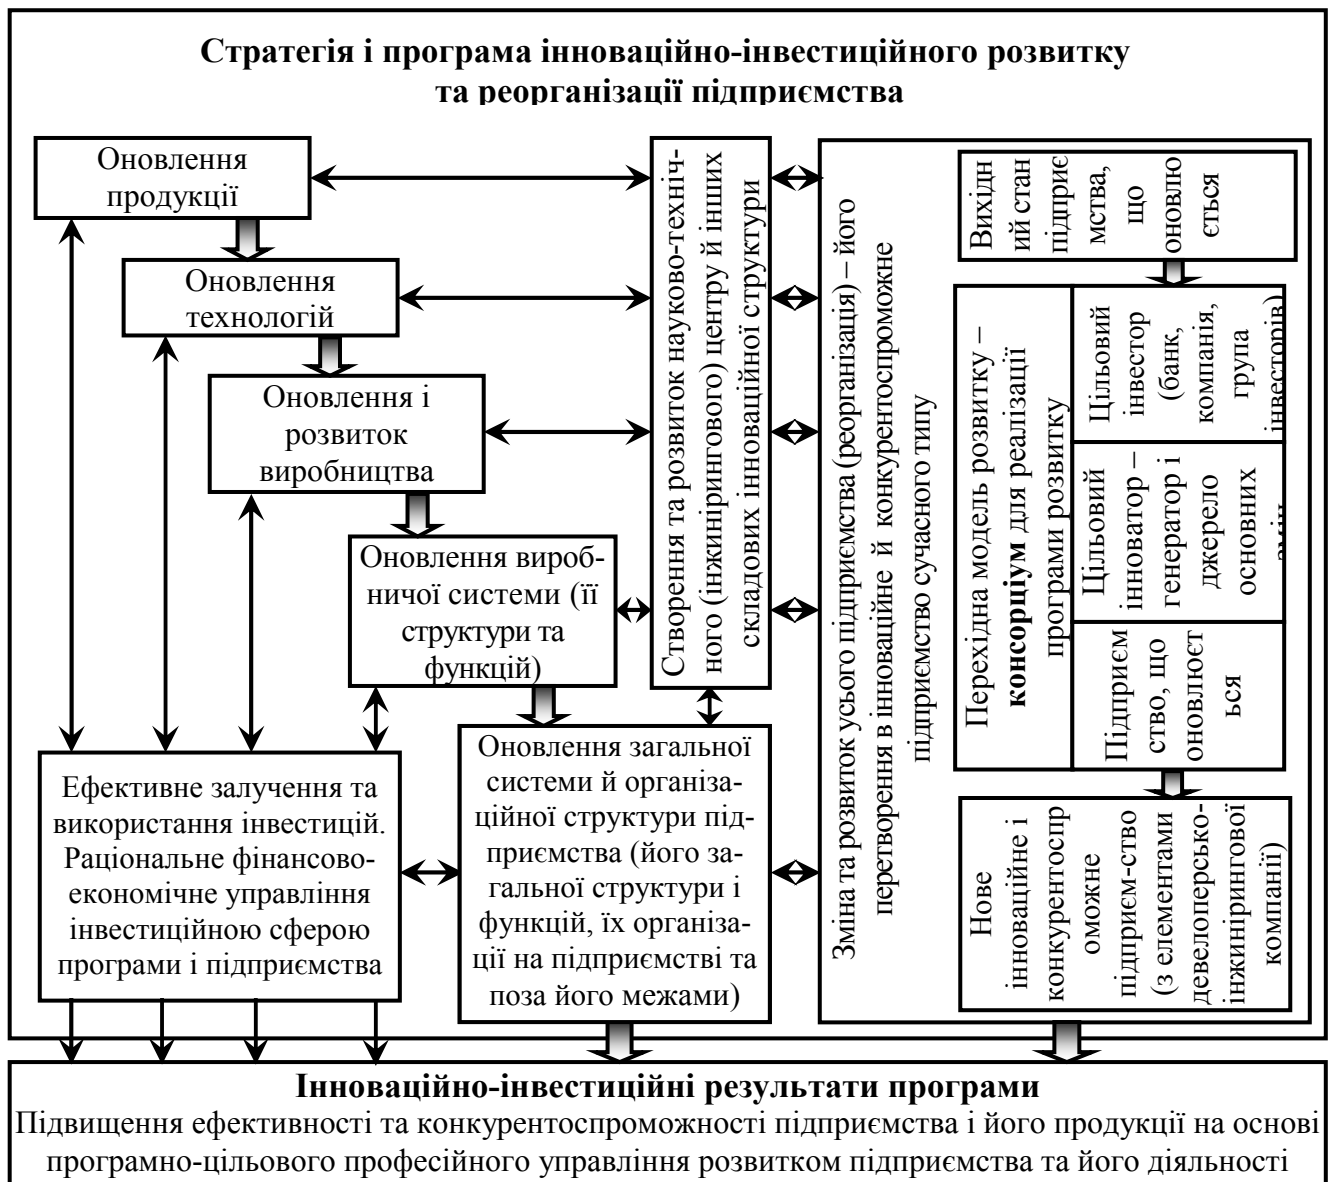 Стратегія і програма інноваційно-інвестиційного розвитку
та реорганізації підприємства
Оновлення
продукції
Оновлення
технологій
Оновлення і
розвиток
виробництва
Оновлення вироб-
ничої системи (її
структури та
функцій)
Оновлення загальної
системи й організа-
ційної структури під-
приємства (його за-
гальної структури і
функцій, їх організа-
ції на підприємстві та
поза його межами)
Ефективне залучення та
використання інвестицій.
Раціональне фінансово-
економічне управління
інвестиційною сферою
програми і підприємства
Створення та розвиток науково-техніч-
ного (інжинірингового) центру й інших
складових інноваційної структури
Зміна та розвиток усього підприємства (реорганізація) – його
перетворення в інноваційне й конкурентоспроможне
підприємство сучасного типу
Вихідн
ий стан
підприє
мства,
що
оновлю
ється
Перехідна модель розвитку –
консорціум для реалізації
програми розвитку
Цільовий
інвестор
(банк,
компанія,
група
інвесторів)
Цільовий
інноватор –
генератор і
джерело
основних
змін
Підприєм
ство, що
оновлюєт
ься
Нове
інноваційне і
конкурентоспр
оможне
підприєм-ство
(з елементами
девелоперсько-
інжинірингової
компанії)
Інноваційно-інвестиційні результати програми
Підвищення ефективності та конкурентоспроможності підприємства і його продукції на основі
програмно-цільового професійного управління розвитком підприємства та його діяльності